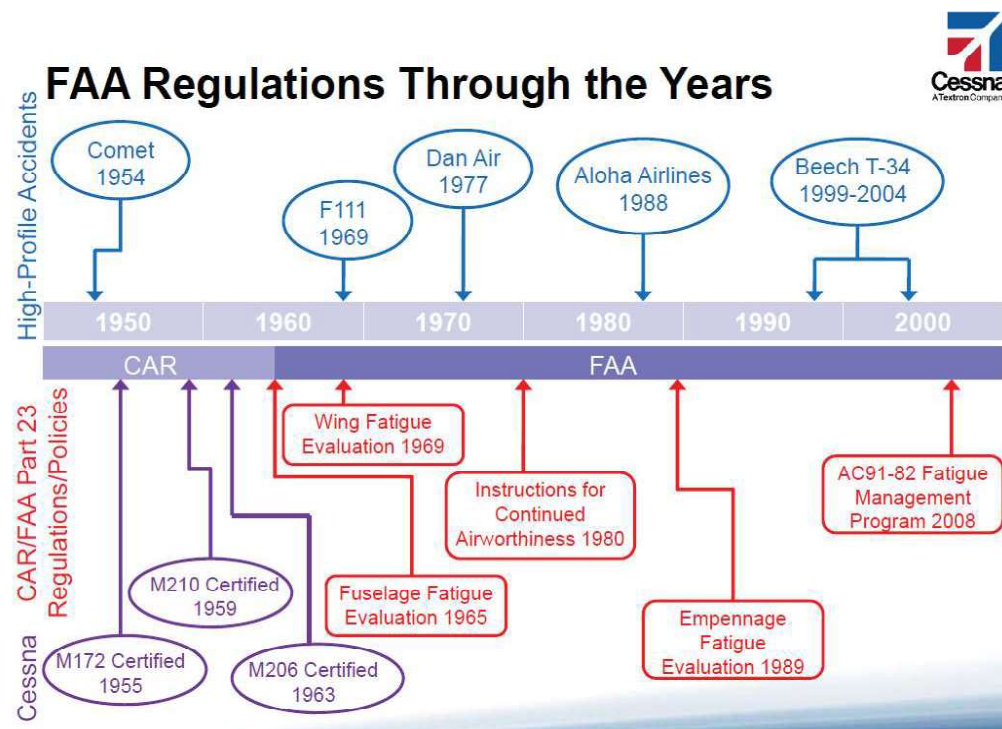 FAA Regulations Through the Years
Cessna
A Textron Company
High-Profile Accidents
Comet
1954
F111
1969
Dan Air
1977
Aloha Airlines
1988
Beech T-34
1999-2004
1950
1960
1970
1980
1990
2000
CAR
FAA
CAR/FAA Part 23
Regulations/Policies
Wing Fatigue
Evaluation 1969
Instructions for
Continued
Airworthiness 1980
AC91-82 Fatigue
Management
Program 2008
Fuselage Fatigue
Evaluation 1965
Empennage
Fatigue
Evaluation 1989
Cessna
M210 Certified
1959
M172 Certified
1955
M206 Certified
1963